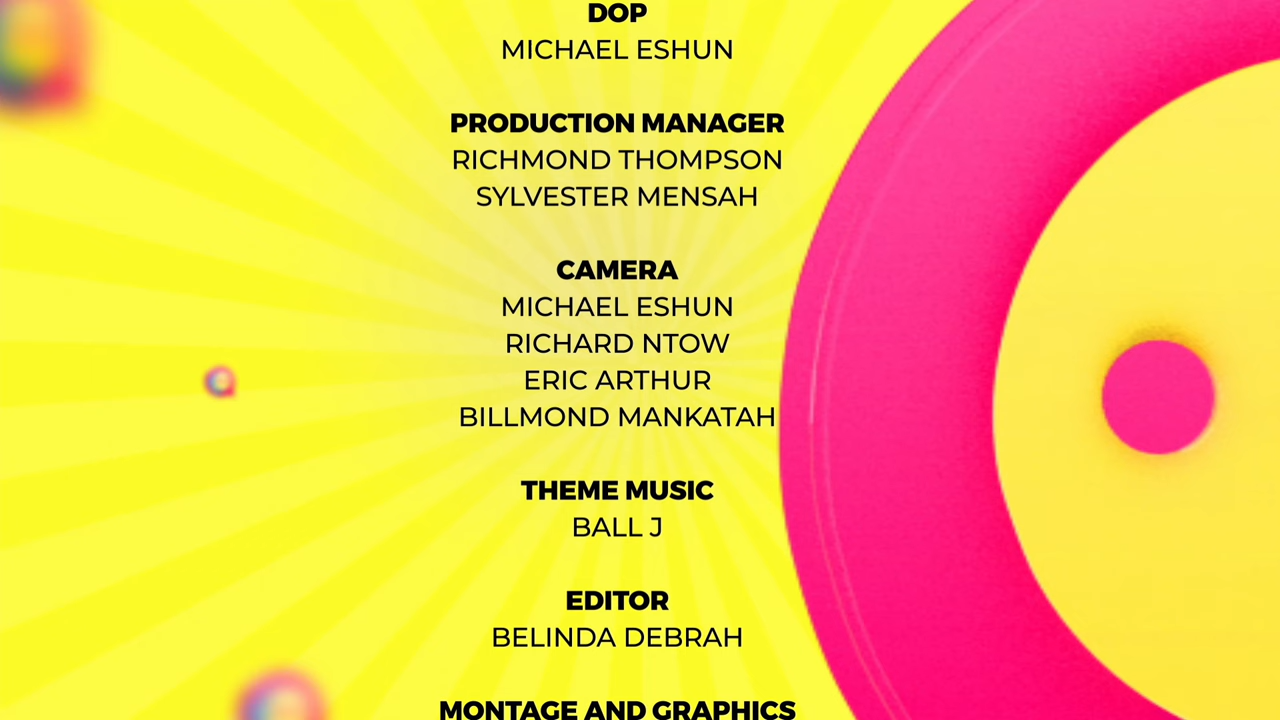 DOP
MICHAEL ESHUN
PRODUCTION MANAGER
RICHMOND THOMPSON
SYLVESTER MENSAH
CAMERA
MICHAEL ESHUN
RICHARD NTOW
ERIC ARTHUR
BILLMOND MANKATAH
THEME MUSIC
BALL J
EDITOR
BELINDA DEBRAH
MONTAGE AND GRAPHICS